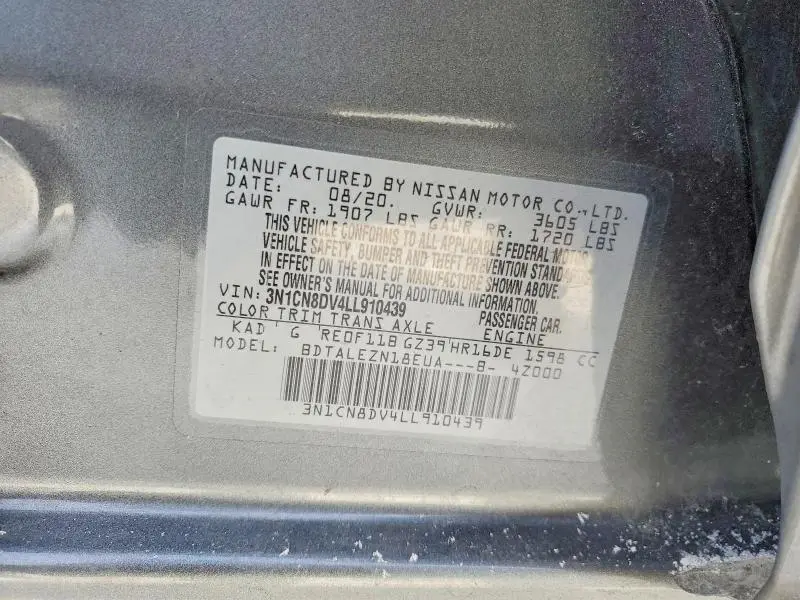 MANUFACTURED BY NISSAN MOTOR CO., LTD.
DATE: 08/20. GVWR: 3605 LBS
GAWR FR: 1907 LBS GAWR RR: 1720 LBS
THIS VEHICLE CONFORMS TO ALL APPLICABLE FEDERAL MOTOR
VEHICLE SAFETY, BUMPER AND THEFT PREVENTION STANDARDS
IN EFFECT ON THE DATE OF MANUFACTURE SHOWN ABOVE.
SEE OWNER'S MANUAL FOR ADDITIONAL INFORMATION.
VIN: 3N1CN8DV4LL910439 PASSENGER CAR.
COLOR TRIM TRANS AXLE ENGINE
KAD G RE0F11B GZ39 HR16DE 1598 CC
MODEL: BDTALEZN18EUA---B- 4Z000
3N1CN8DV4LL910439